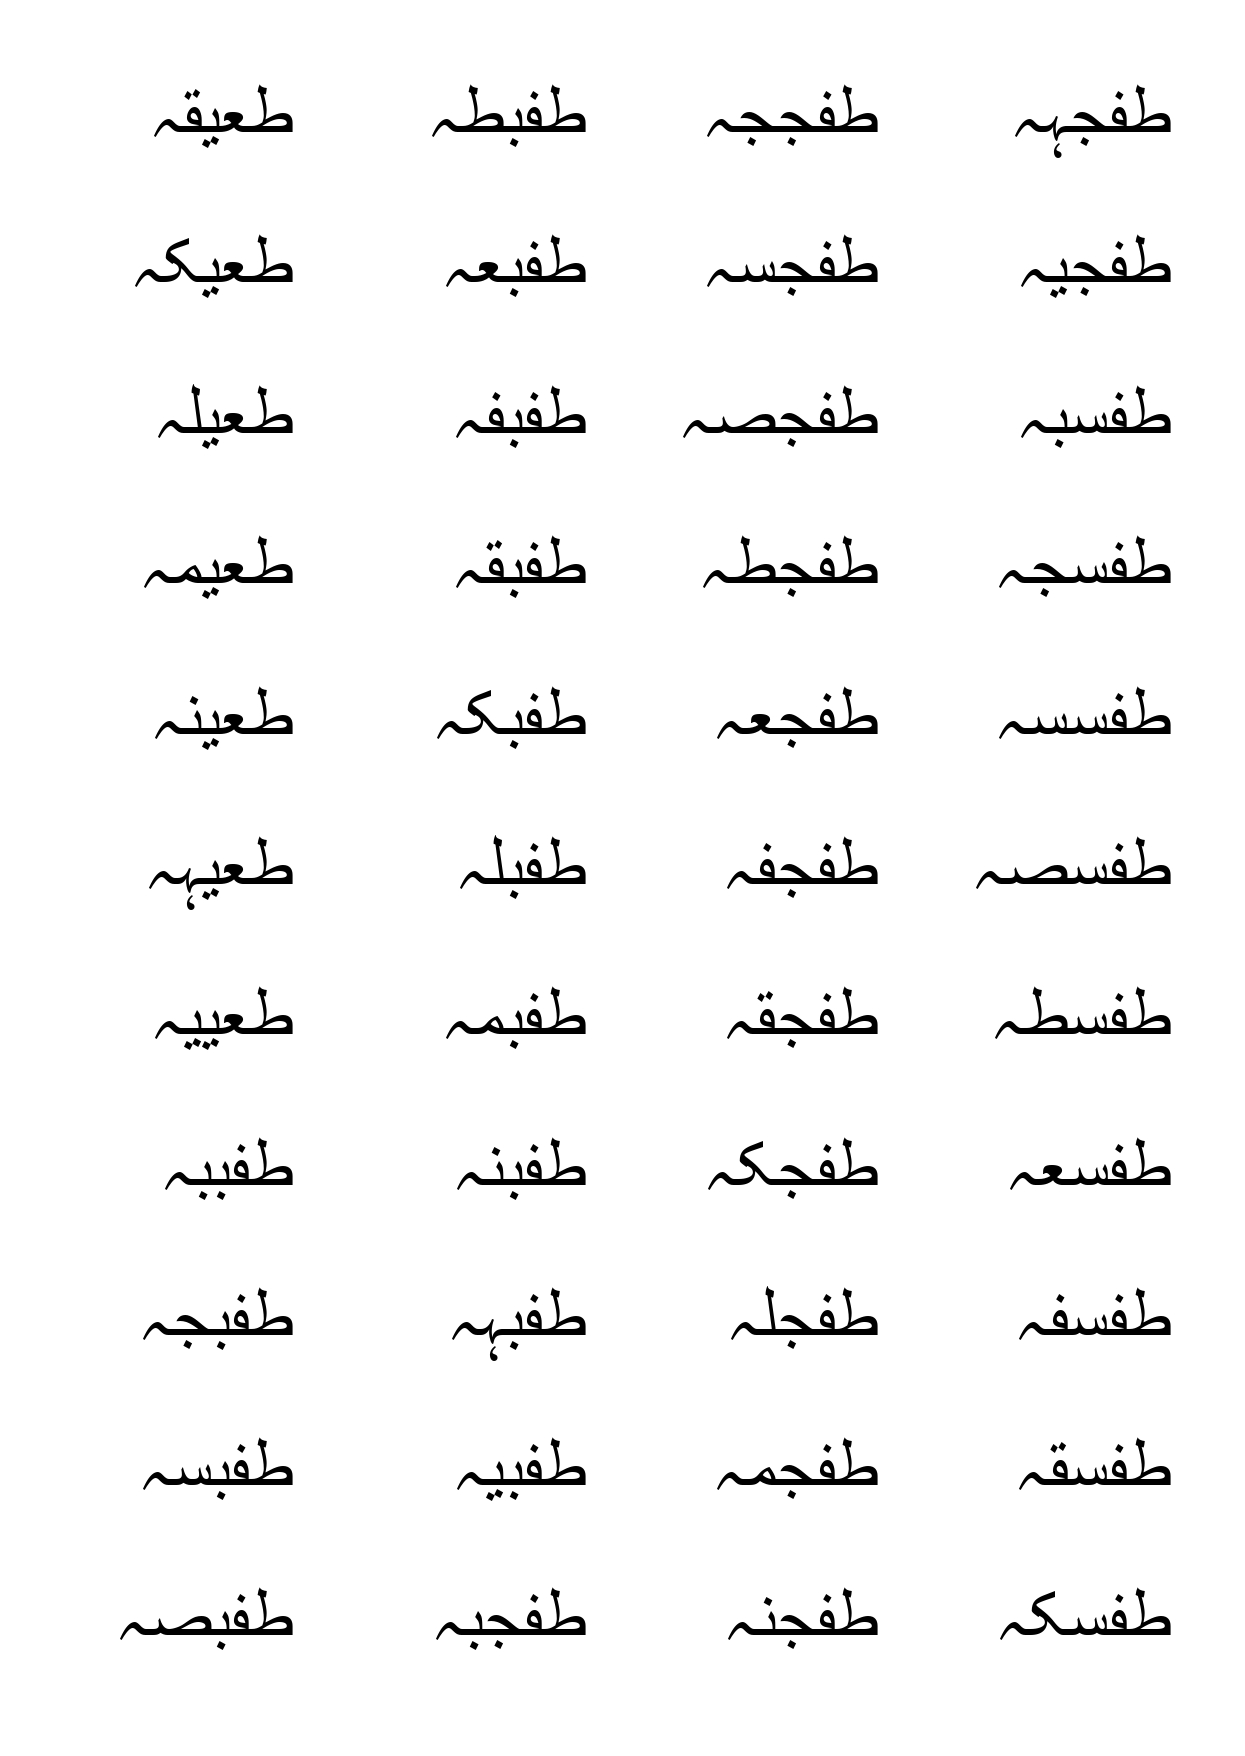 طفجہہ طفججہ طفبطہ طعیقہ
طفجیہ طفجسہ طفبعہ طعیکہ
طفسبہ طفجصہ طفبفہ طعیلہ
طفسجہ طفجطہ طفبقہ طعیمہ
طفسسہ طفجعہ طفبکہ طعینہ
طفسصہ طفجفہ طفبلہ طعیہہ
طفسطہ طفجقہ طفبمہ طعییہ
طفسعہ طفجکہ طفبنہ طفببہ
طفسفہ طفجلہ طفبہہ طفبجہ
طفسقہ طفجمہ طفبیہ طفبسہ
طفسکہ طفجنہ طفجبہ طفبصہ